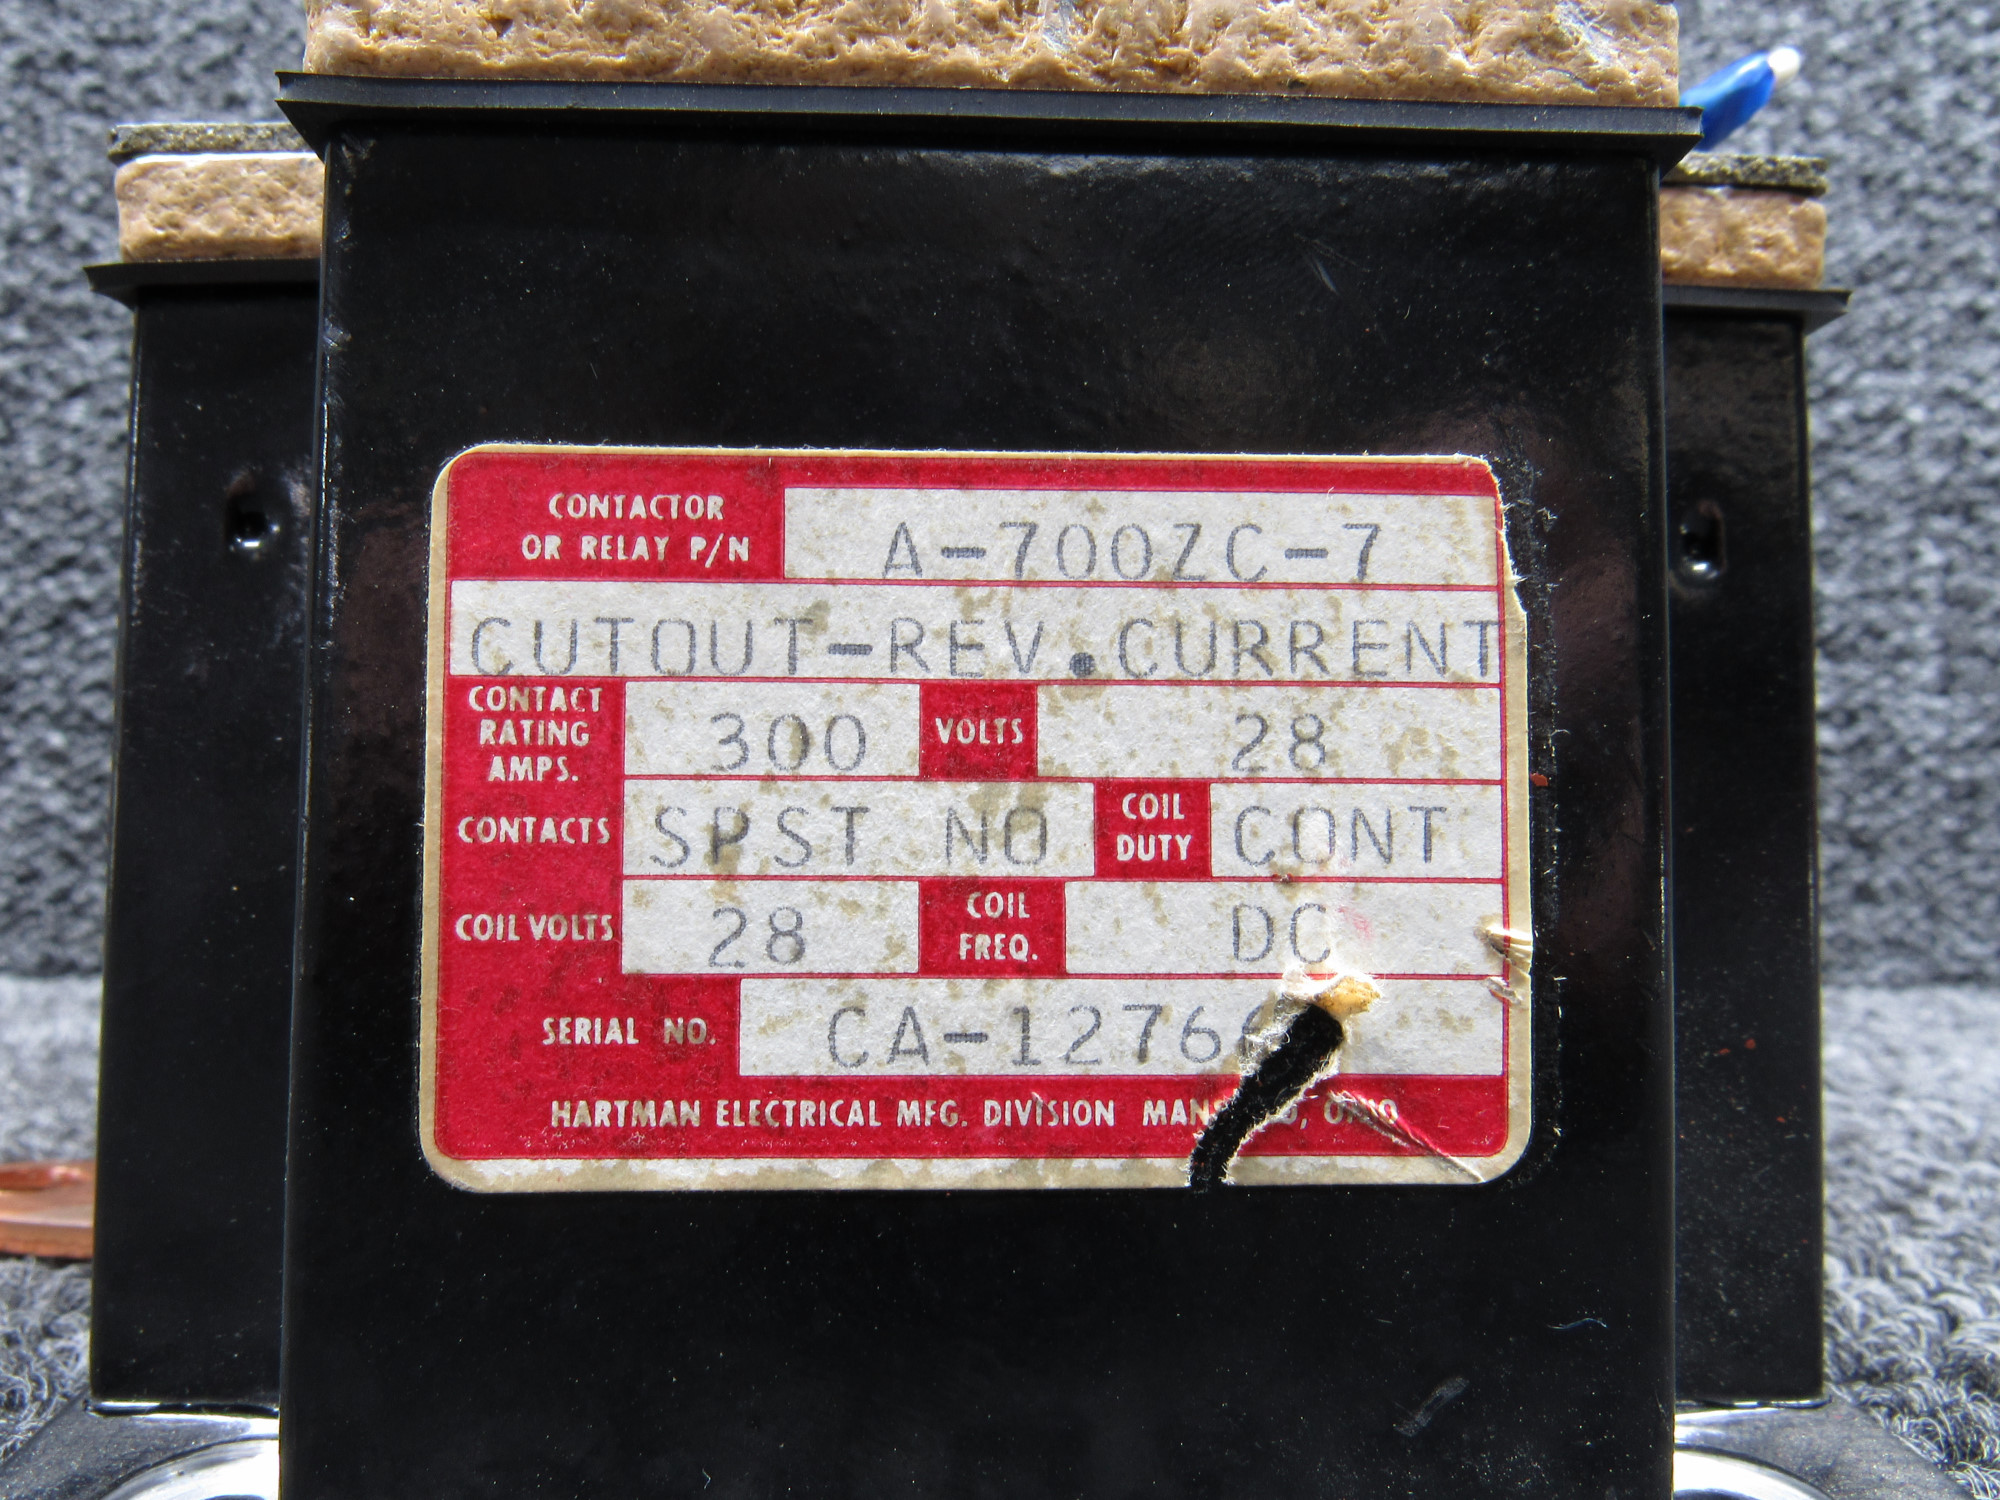 CONTACTOR
OR RELAY P/N A-700ZC-7
CUTOUT-REV.CURRENT
CONTACT
RATING
AMPS. 300 VOLTS 28
CONTACTS SPST NO COIL
DUTY CONT
COIL VOLTS 28 COIL
FREQ. DC
SERIAL NO.
HARTMAN ELECTRICAL MFG. DIVISION